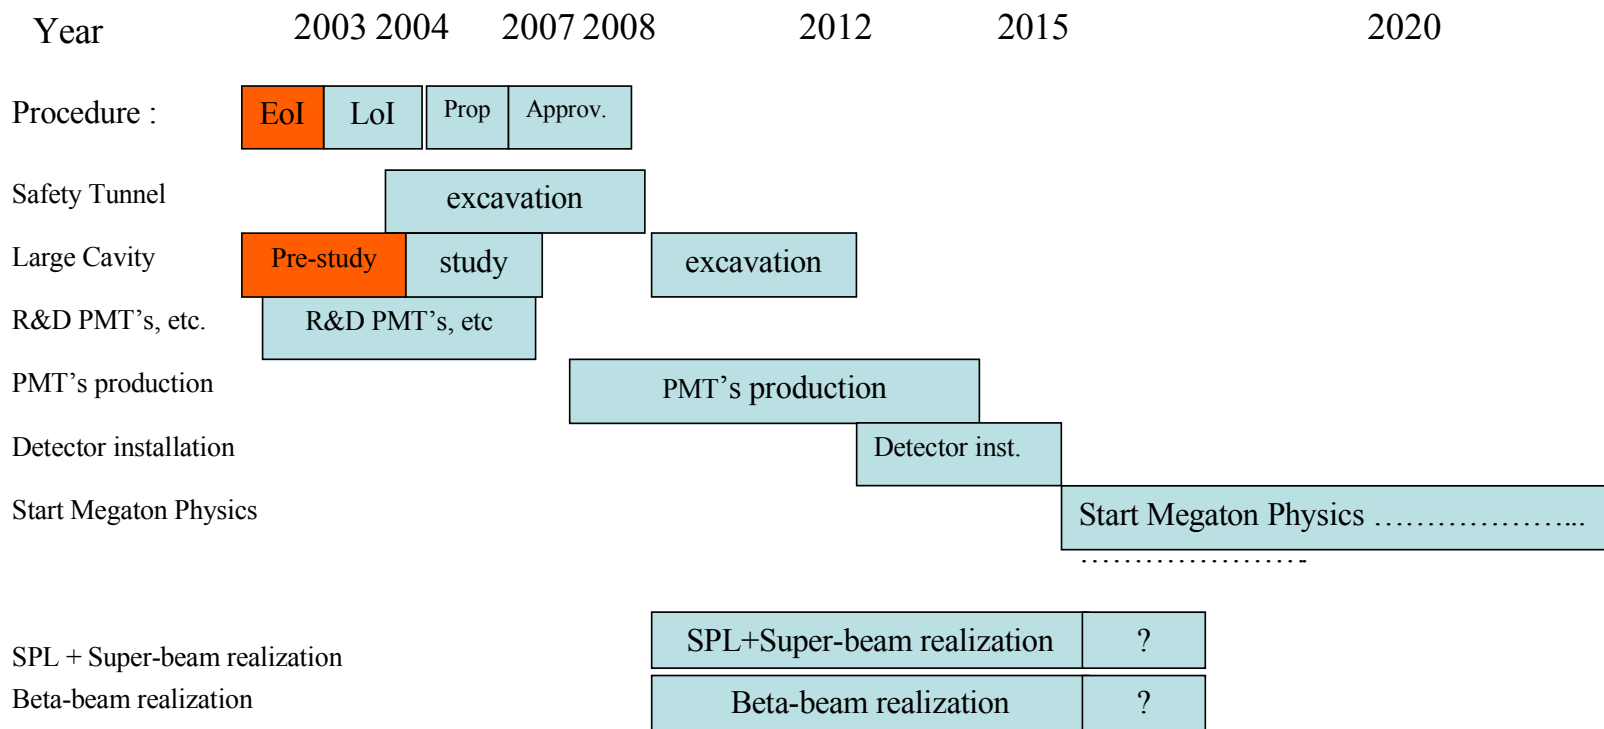 Year 2003 2004 2007 2008 2012 2015 2020
Procedure : EoI LoI Prop Approv.
Safety Tunnel excavation
Large Cavity Pre-study study excavation
R&D PMT’s, etc. R&D PMT’s, etc
PMT’s production PMT’s production
Detector installation Detector inst.
Start Megaton Physics Start Megaton Physics …………………...
…………………
SPL + Super-beam realization SPL+Super-beam realization ?
Beta-beam realization Beta-beam realization ?